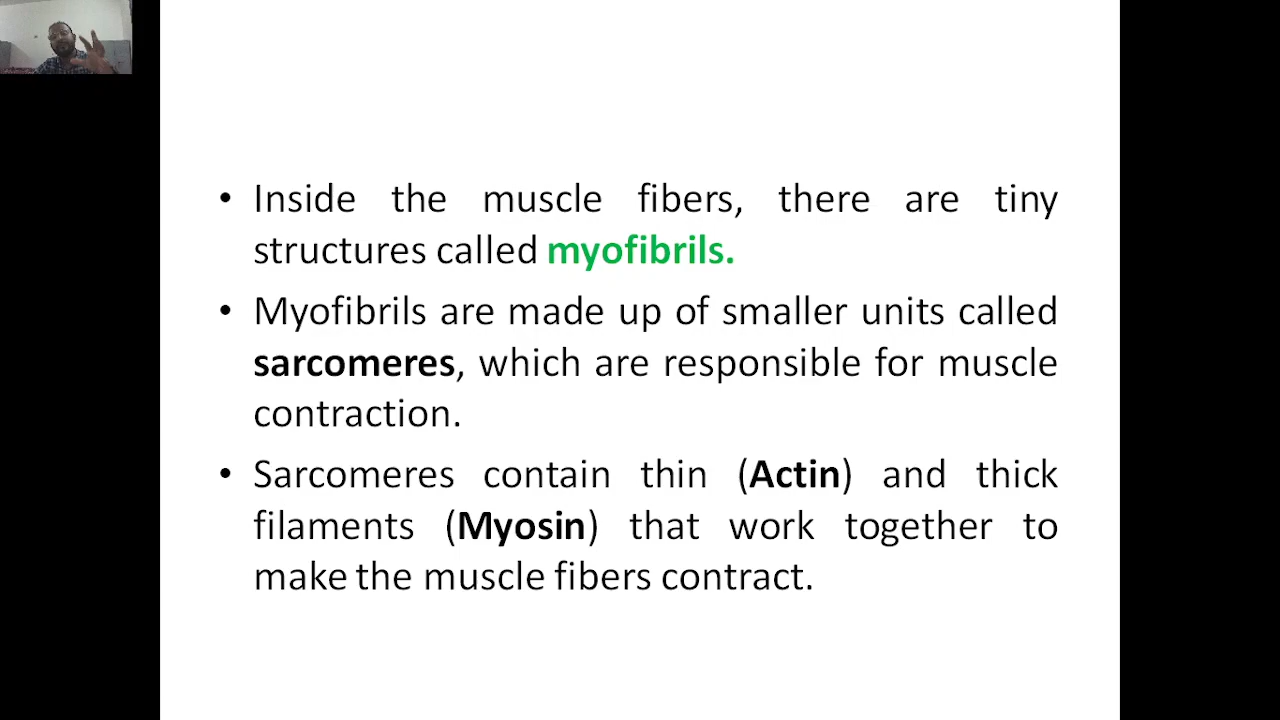 • Inside the muscle fibers, there are tiny
structures called myofibrils.
• Myofibrils are made up of smaller units called
sarcomeres, which are responsible for muscle
contraction.
• Sarcomeres contain thin (Actin) and thick
filaments (Myosin) that work together to
make the muscle fibers contract.